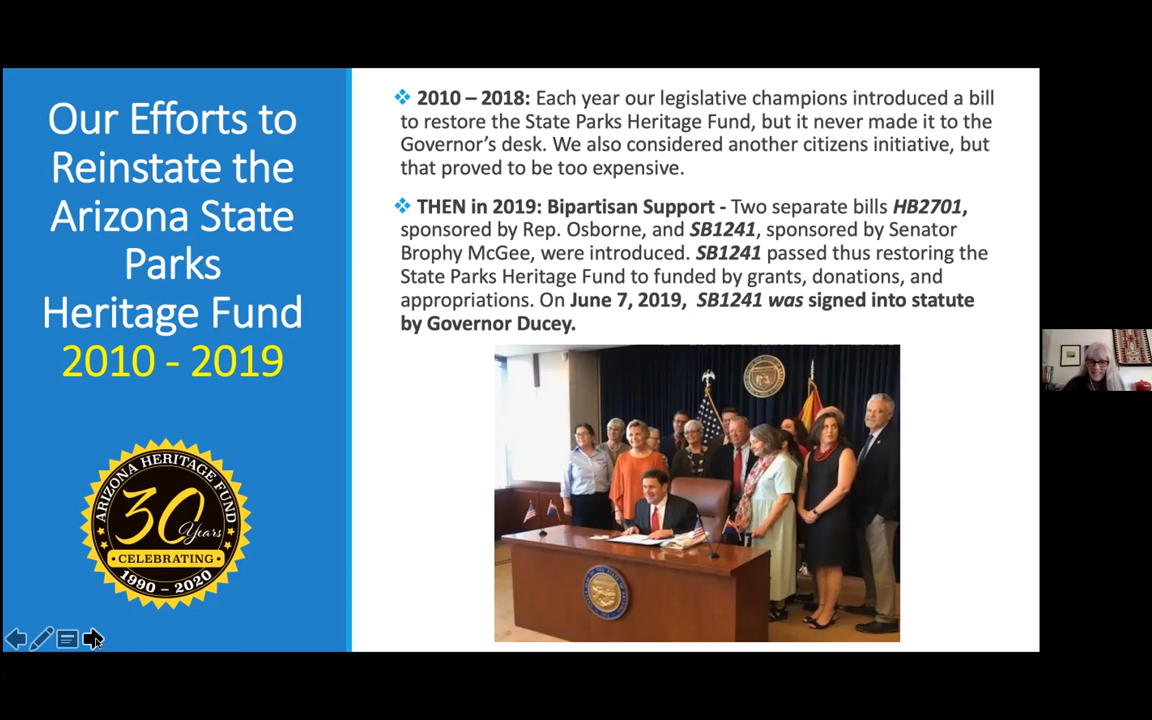 Our Efforts to
Reinstate the
Arizona State
Parks
Heritage Fund
2010 - 2019
ARIZONA HERITAGE FUND
30
Years
CELEBRATING
1990 – 2020
2010 – 2018: Each year our legislative champions introduced a bill
to restore the State Parks Heritage Fund, but it never made it to the
Governor's desk. We also considered another citizens initiative, but
that proved to be too expensive.
THEN in 2019: Bipartisan Support - Two separate bills HB2701,
sponsored by Rep. Osborne, and SB1241, sponsored by Senator
Brophy McGee, were introduced. SB1241 passed thus restoring the
State Parks Heritage Fund to funded by grants, donations, and
appropriations. On June 7, 2019, SB1241 was signed into statute
by Governor Ducey.